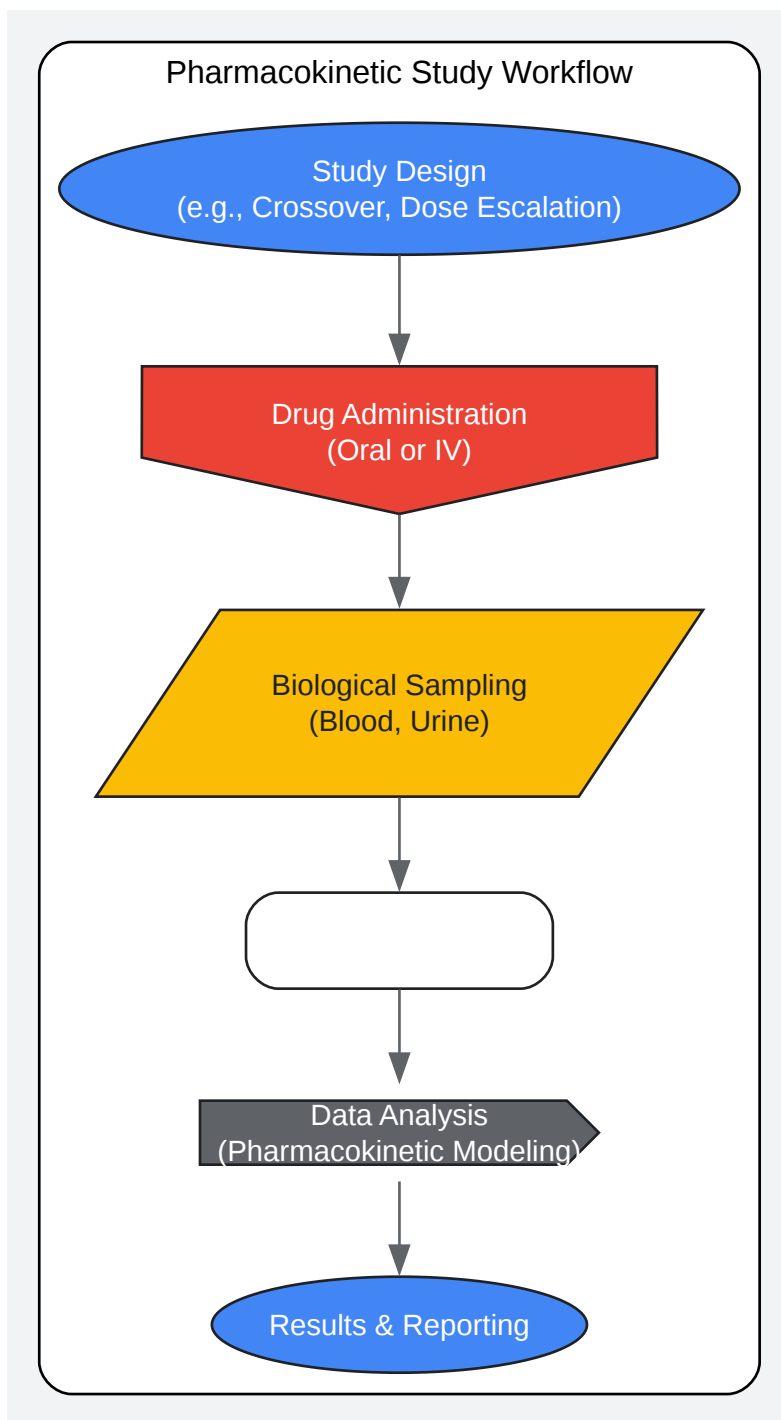 Pharmacokinetic Study Workflow
Study Design
(e.g., Crossover, Dose Escalation)
Drug Administration
(Oral or IV)
Biological Sampling
(Blood, Urine)
Data Analysis
(Pharmacokinetic Modeling)
Results & Reporting